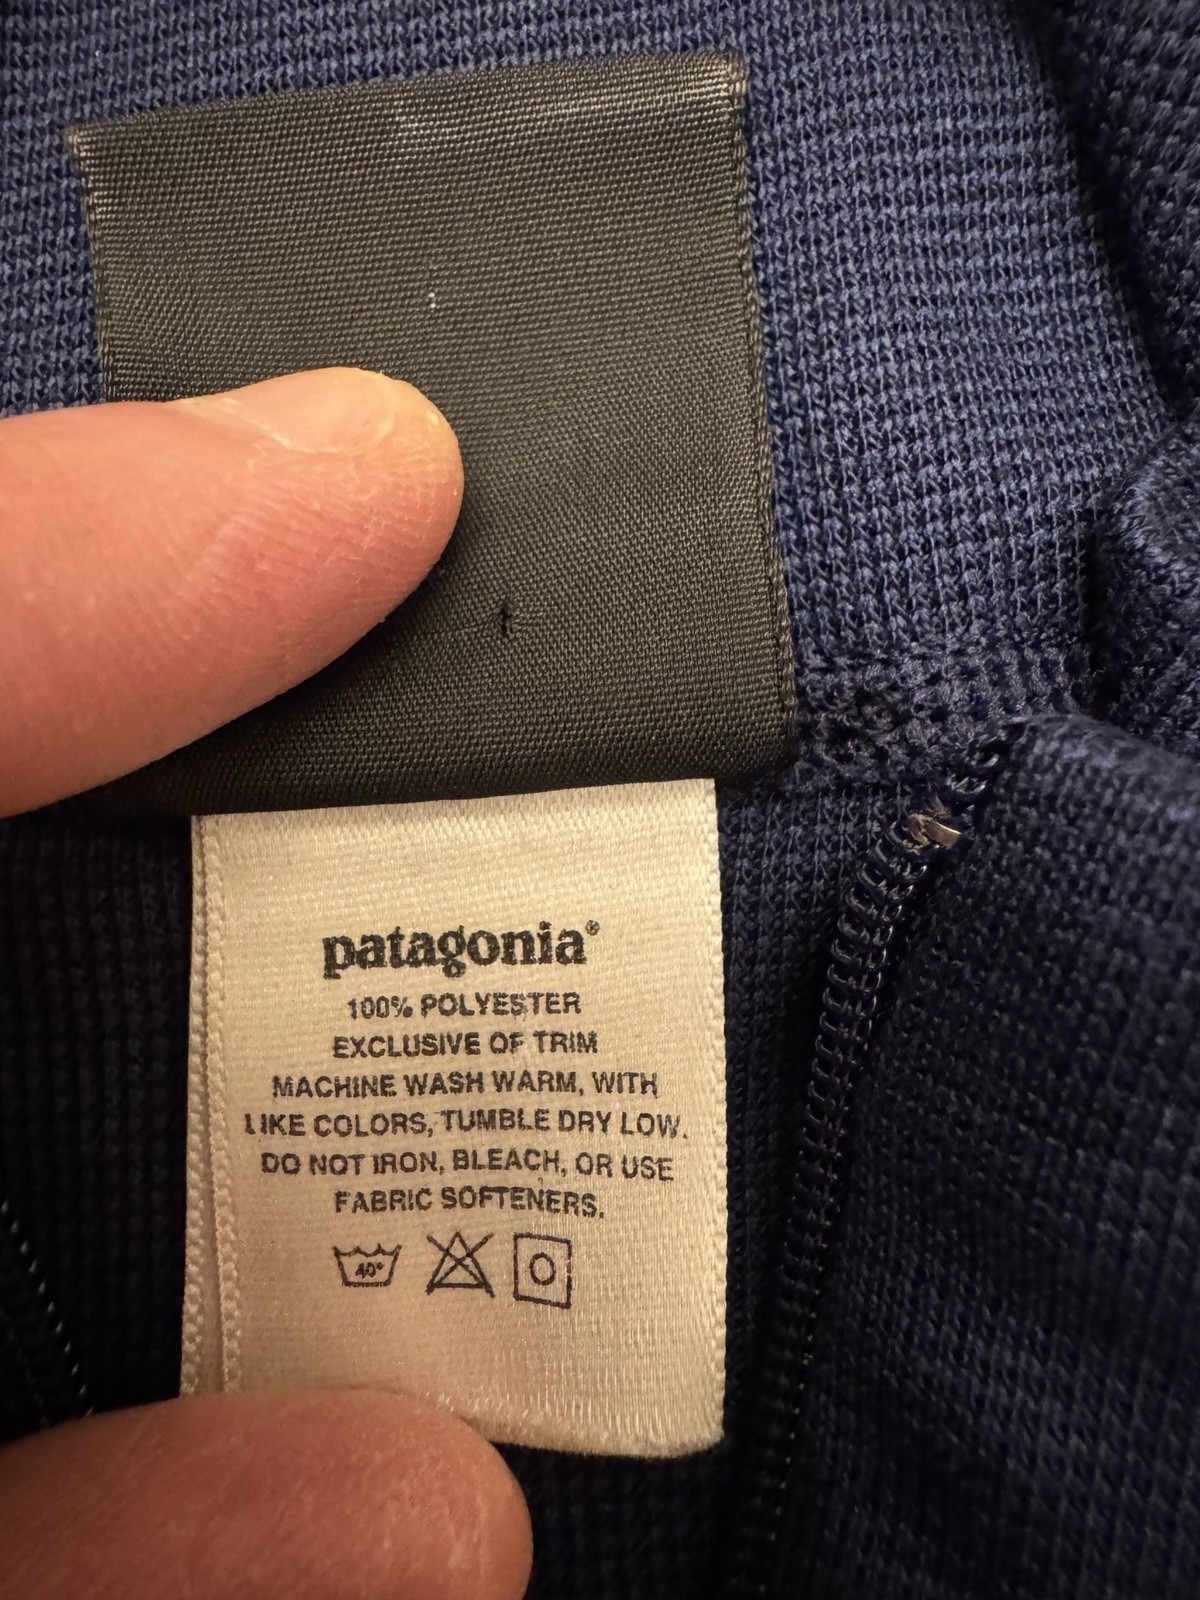 patagonia®
100% POLYESTER
EXCLUSIVE OF TRIM
MACHINE WASH WARM, WITH
LIKE COLORS, TUMBLE DRY LOW.
DO NOT IRON, BLEACH, OR USE
FABRIC SOFTENERS.
40°